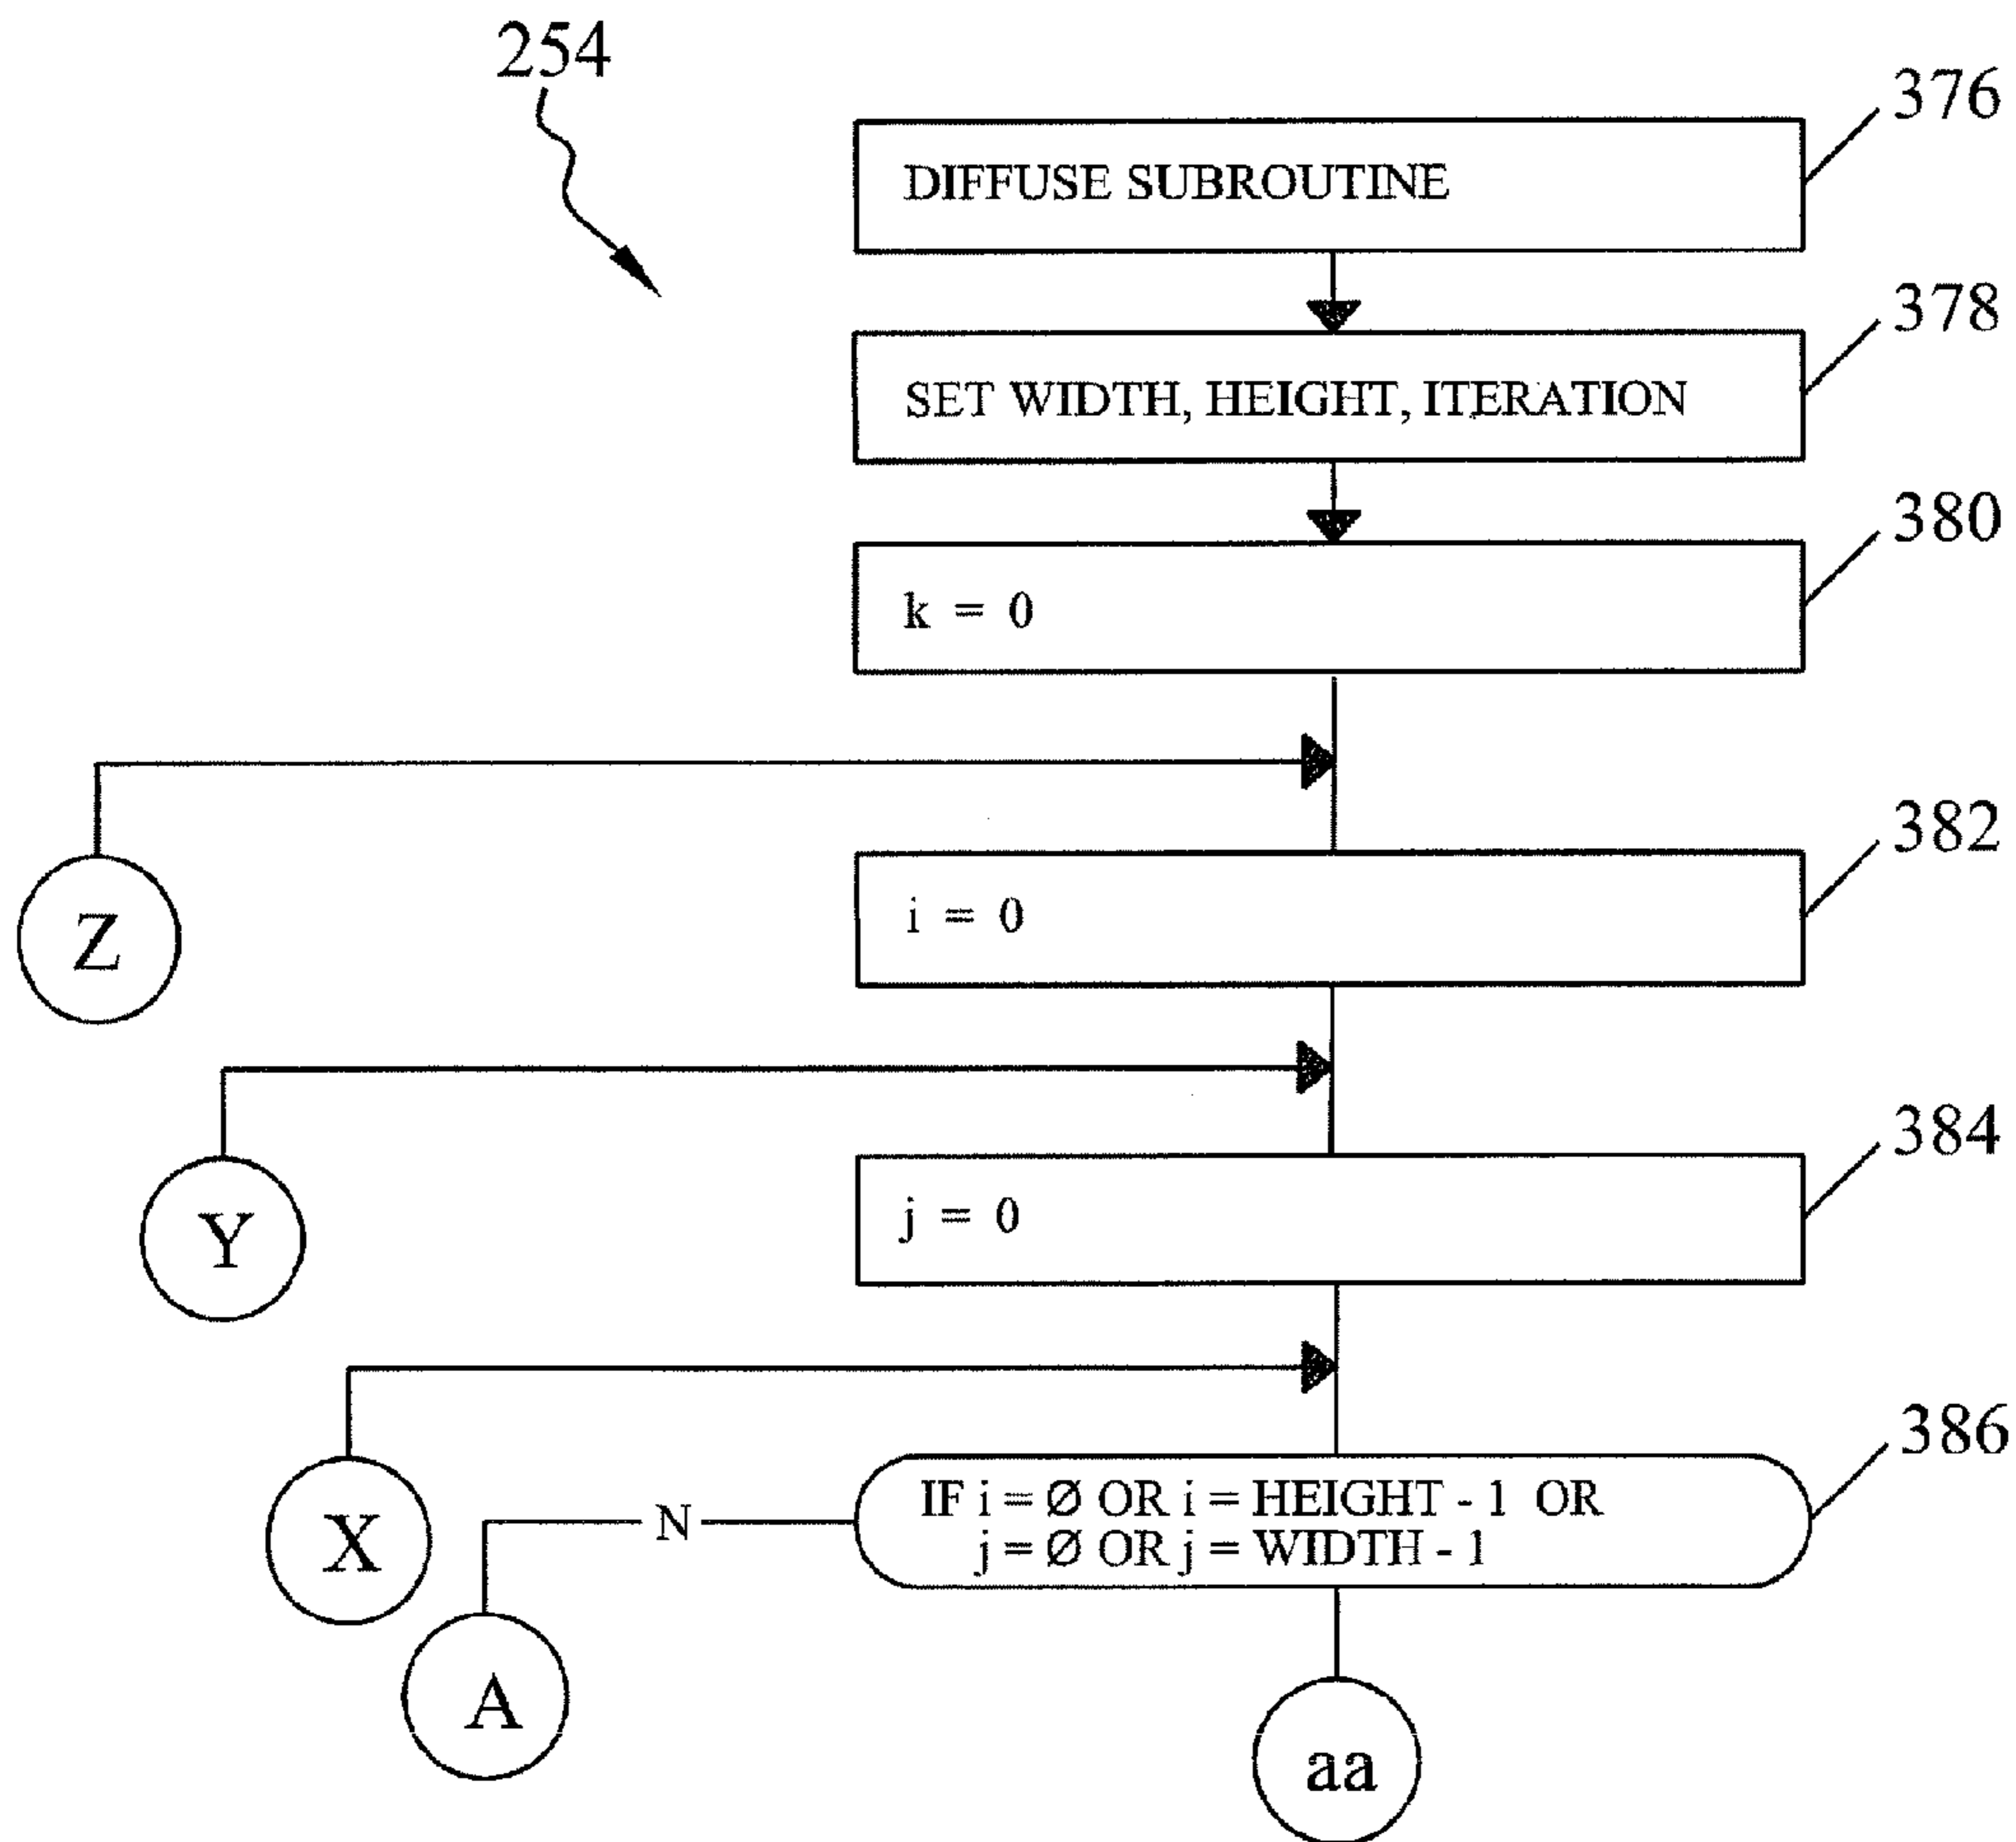 254
376
DIFFUSE SUBROUTINE
378
SET WIDTH, HEIGHT, ITERATION
380
k = 0
382
i = 0
Z
384
j = 0
Y
386
IF i = Ø OR i = HEIGHT - 1 OR
j = Ø OR j = WIDTH - 1
N
X
A
aa